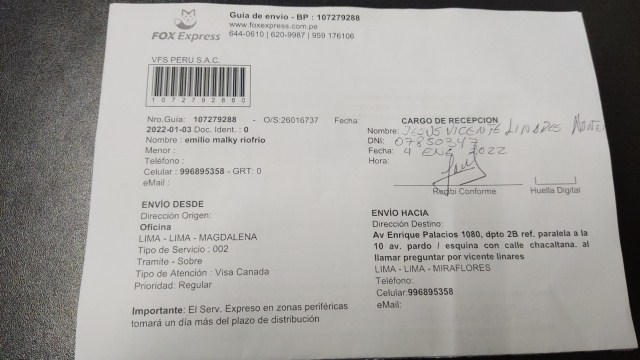 Guía de envío - BP : 107279288
www.foxexpress.com.pe
644-0610 | 620-9987 | 959 176106
FOX Express
VFS PERU S.A.C.
107279288
Nro.Guía: 107279288 - O/S:26016737 Fecha:
2022-01-03 Doc. Ident. : 0
Nombre : emilio malky riofrio
Menor :
Teléfono :
Celular : 996895358 - GRT: 0
eMail :
ENVÍO DESDE
Dirección Origen:
Oficina
LIMA - LIMA - MAGDALENA
Tipo de Servicio : 002
Tramite - Sobre
Tipo de Atención : Visa Canada
Prioridad: Regular
Importante: El Serv. Expreso en zonas periféricas
tomará un día más del plazo de distribución
CARGO DE RECEPCION
Nombre: JESUS VICENTE LINARES
DNI: 07850347
Fecha: 4 ENE 2022
Hora:
Recibi Conforme Huella Digital
ENVÍO HACIA
Dirección Destino:
Av Enrique Palacios 1080, dpto 2B ref. paralela a la
10 av. pardo / esquina con calle chacaltana. al
llamar preguntar por vicente linares
LIMA - LIMA - MIRAFLORES
Teléfono:
Celular:996895358
eMail: